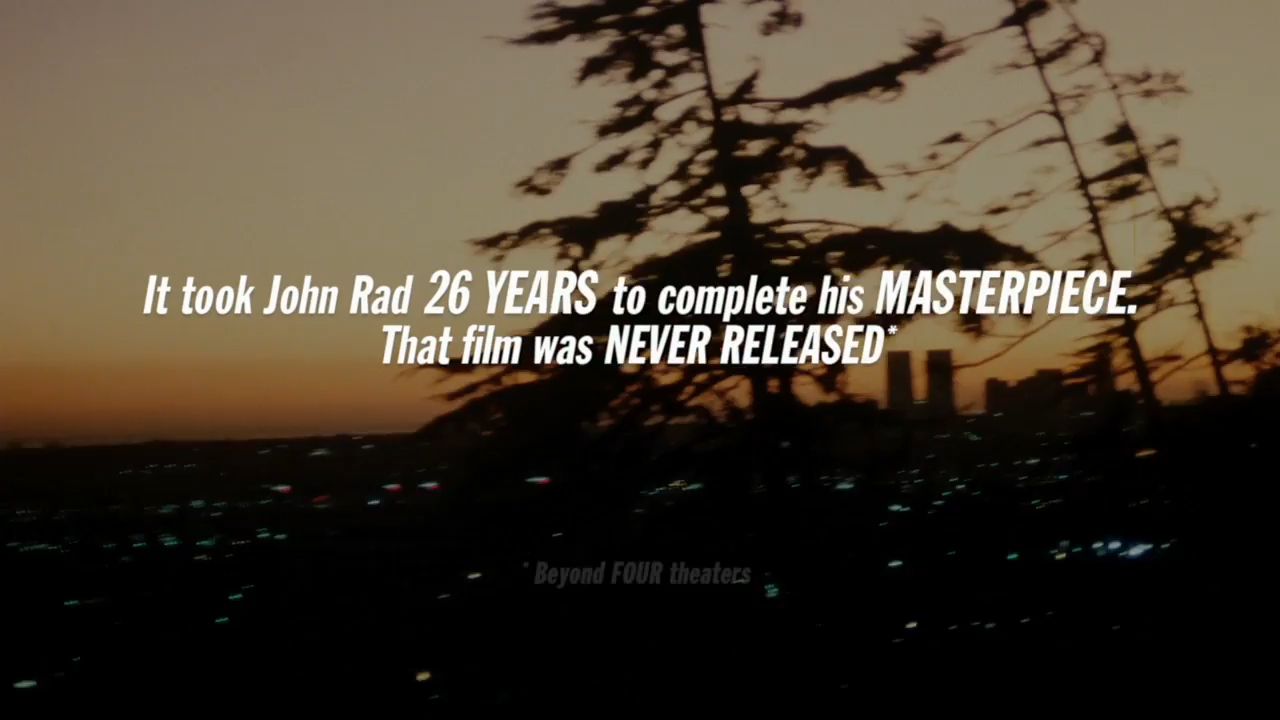 It took John Rad 26 YEARS to complete his MASTERPIECE.
That film was NEVER RELEASED*
* Beyond FOUR theaters